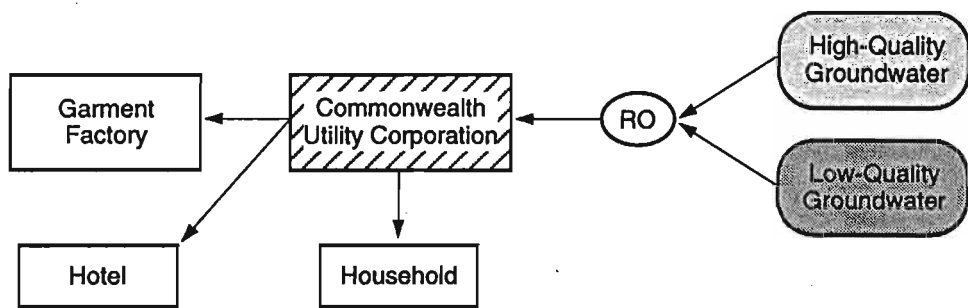 High-Quality
Groundwater
Garment
Factory
Commonwealth
Utility Corporation
RO
Low-Quality
Groundwater
Hotel
Household